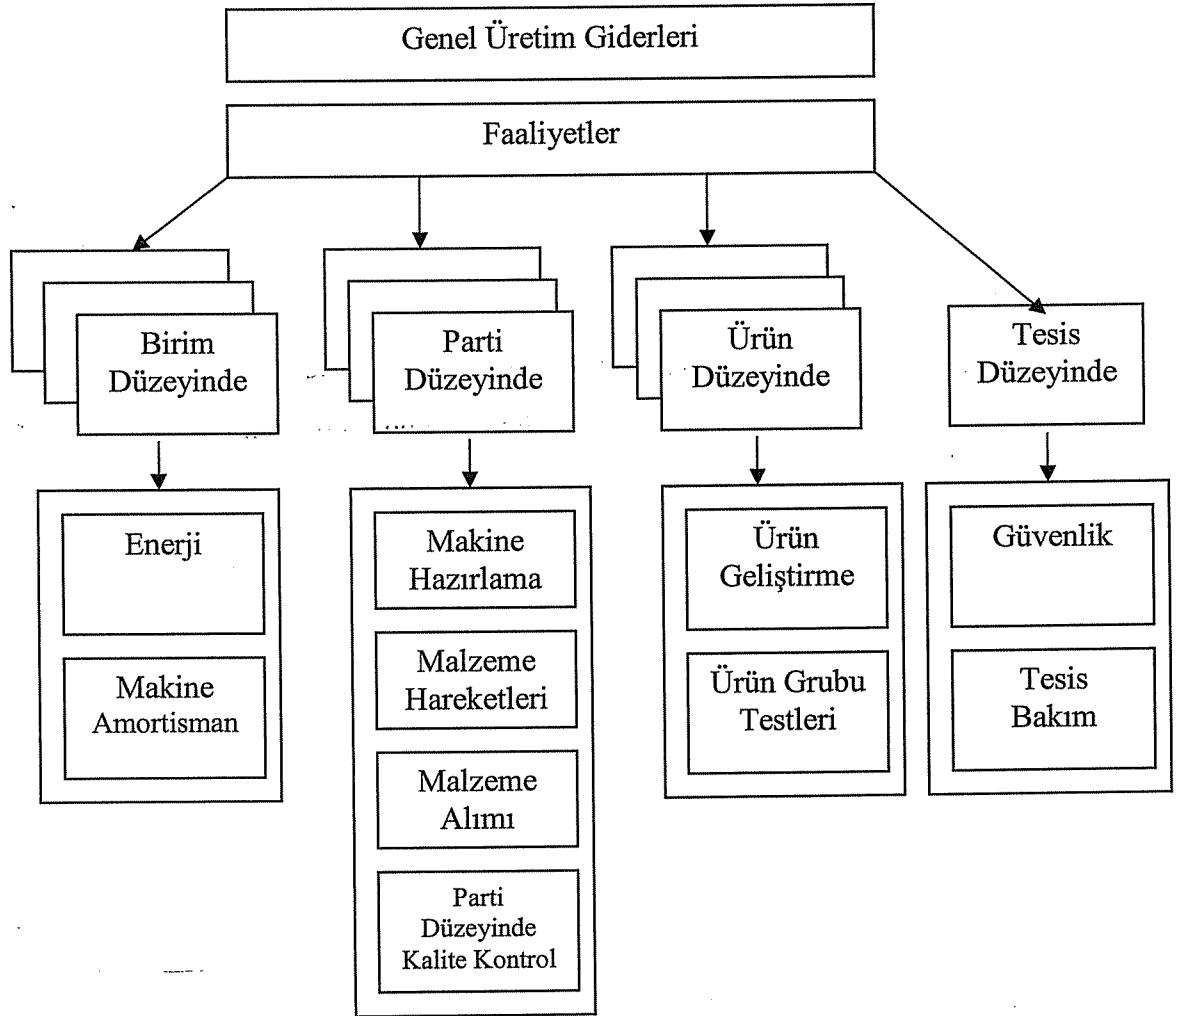 Genel Üretim Giderleri
Faaliyetler
Birim
Düzeyinde
Parti
Düzeyinde
Ürün
Düzeyinde
Tesis
Düzeyinde
Enerji
Makine
Amortisman
Makine
Hazırlama
Malzeme
Hareketleri
Malzeme
Alımı
Parti
Düzeyinde
Kalite Kontrol
Ürün
Geliştirme
Ürün Grubu
Testleri
Güvenlik
Tesis
Bakım